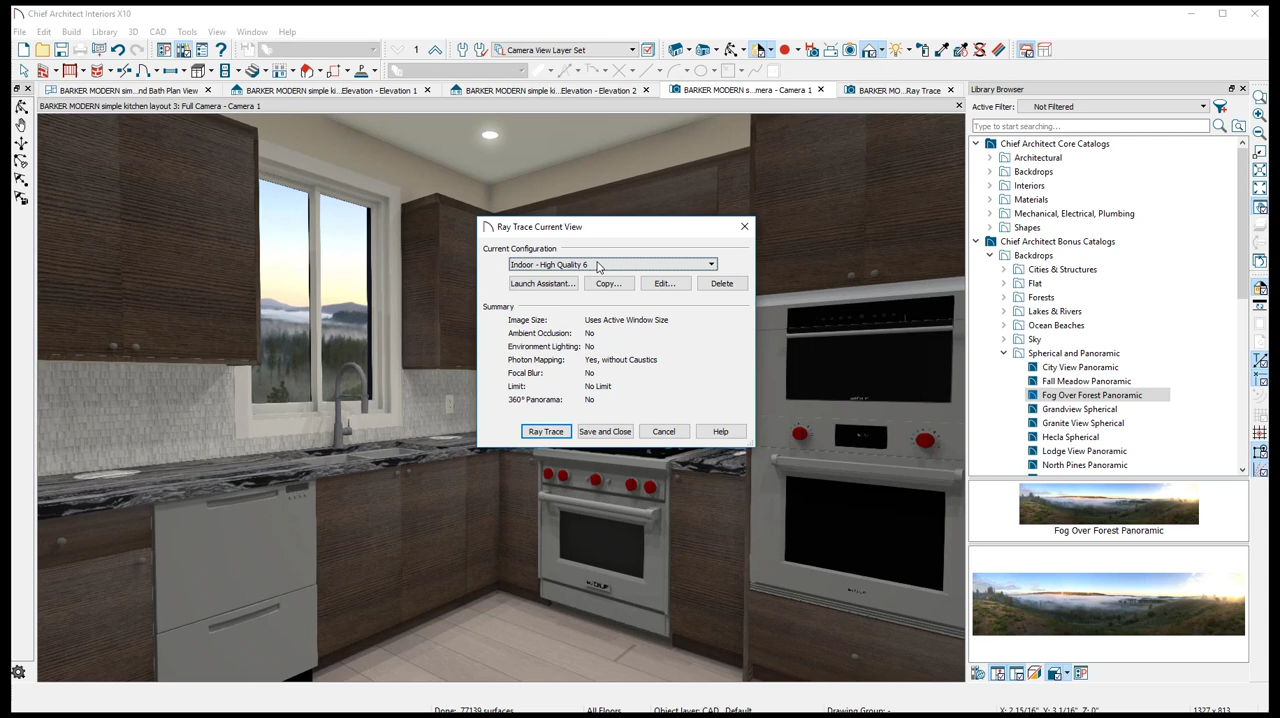 Chief Architect Interiors X10
File Edit Build Library 3D CAD Tools View Window Help
1 Camera View Layer Set
BARKER MODERN sim...nd Bath Plan View BARKER MODERN simple ki...Elevation - Elevation 1 BARKER MODERN simple ki...Elevation - Elevation 2 BARKER MODERN s...mera - Camera 1 BARKER MO...Ray Trace
BARKER MODERN simple kitchen layout 3: Full Camera - Camera 1
Ray Trace Current View
Current Configuration
Indoor - High Quality 6
Launch Assistant... Copy... Edit... Delete
Summary
Image Size: Uses Active Window Size
Ambient Occlusion: No
Environment Lighting: No
Photon Mapping: Yes, without Caustics
Focal Blur: No
Limit: No Limit
360° Panorama: No
Ray Trace Save and Close Cancel Help
WOLF
Library Browser
Active Filter: Not Filtered
Type to start searching...
Chief Architect Core Catalogs
Architectural
Backdrops
Interiors
Materials
Mechanical, Electrical, Plumbing
Shapes
Chief Architect Bonus Catalogs
Backdrops
Cities & Structures
Flat
Forests
Lakes & Rivers
Ocean Beaches
Sky
Spherical and Panoramic
City View Panoramic
Fall Meadow Panoramic
Fog Over Forest Panoramic
Grandview Spherical
Granite View Spherical
Hecla Spherical
Lodge View Panoramic
North Pines Panoramic
Fog Over Forest Panoramic
Done: 77139 surfaces All Floors Object layer: CAD, Default Drawing Group: - X: 2 15/16", Y: 3 1/16", Z: 0" 1327 x 813